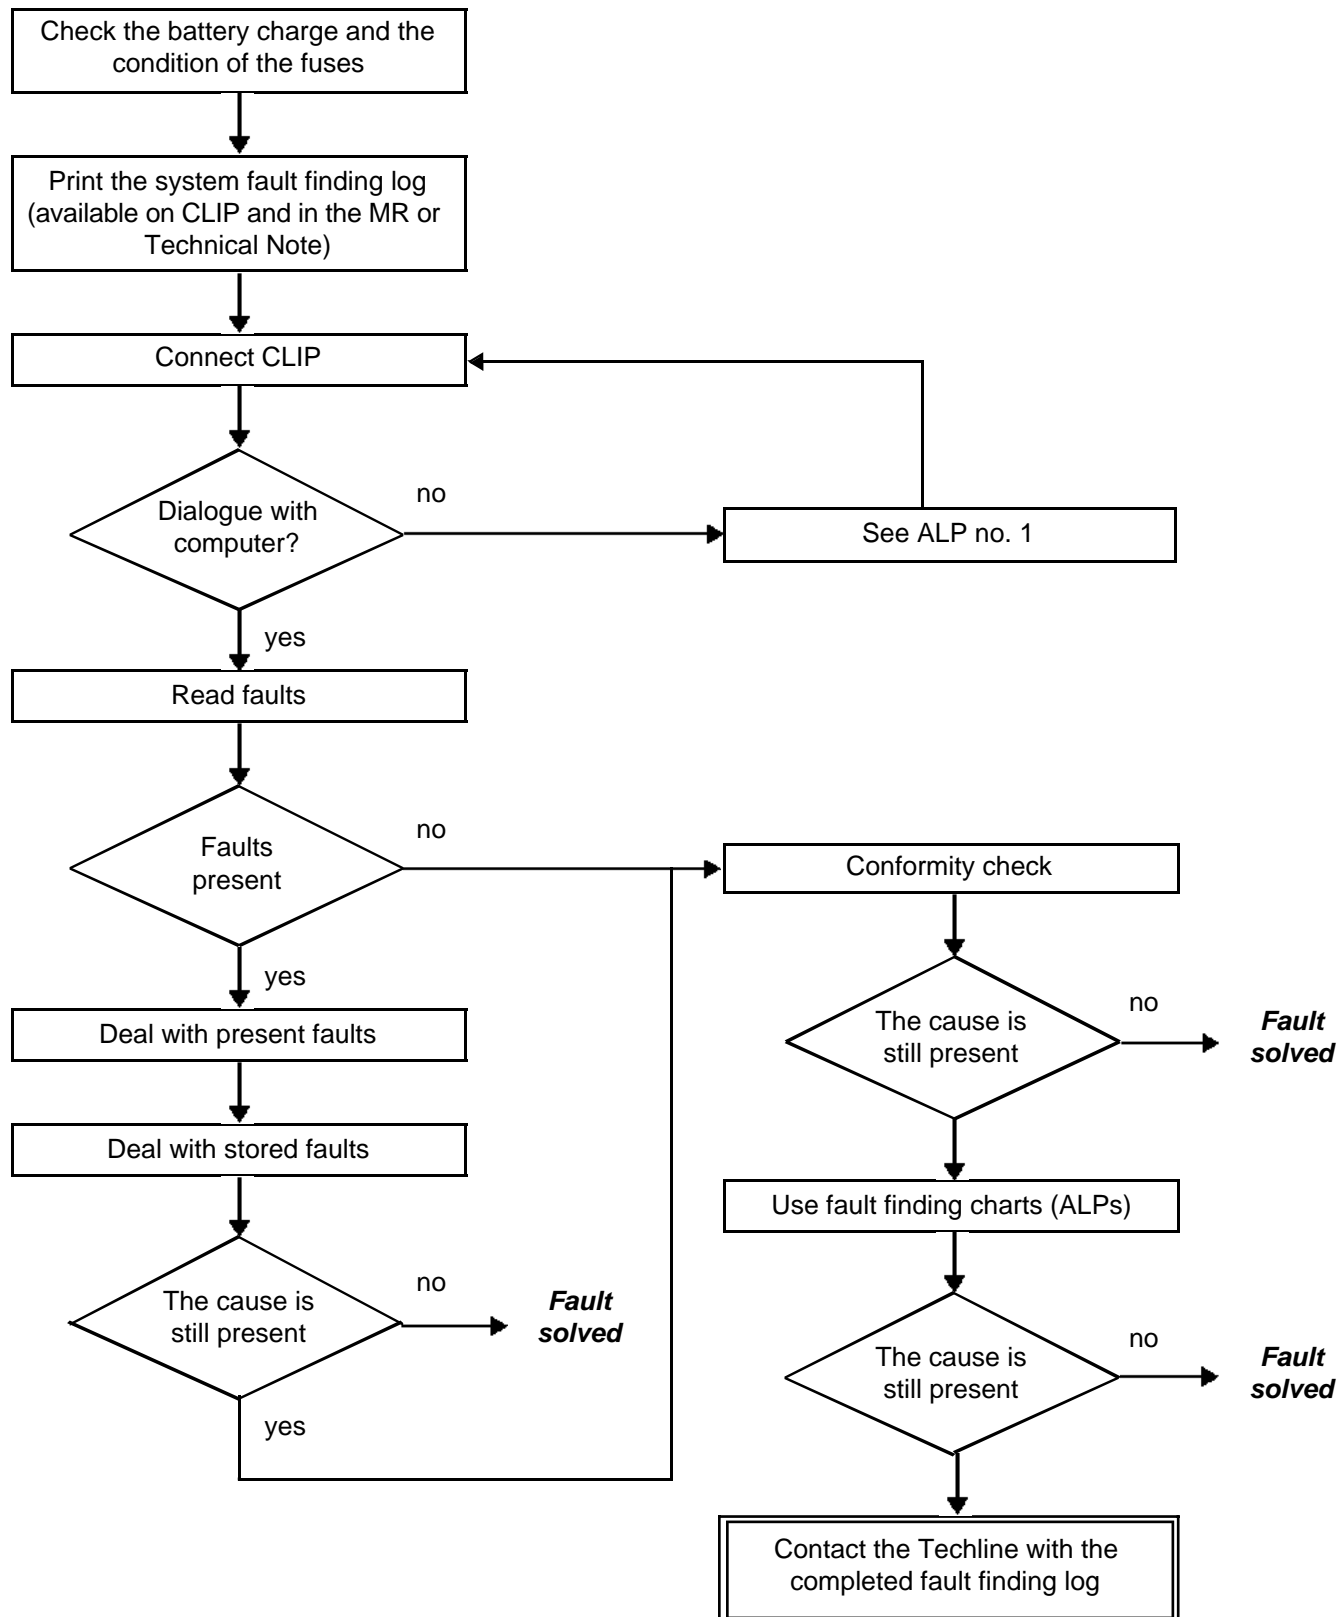 Check the battery charge and the
condition of the fuses
Print the system fault finding log
(available on CLIP and in the MR or
Technical Note)
Connect CLIP
Dialogue with
computer?
no
See ALP no. 1
yes
Read faults
Faults
present
no
Conformity check
yes
Deal with present faults
Deal with stored faults
The cause is
still present
no
Fault
solved
yes
The cause is
still present
no
Fault
solved
Use fault finding charts (ALPs)
The cause is
still present
no
Fault
solved
Contact the Techline with the
completed fault finding log